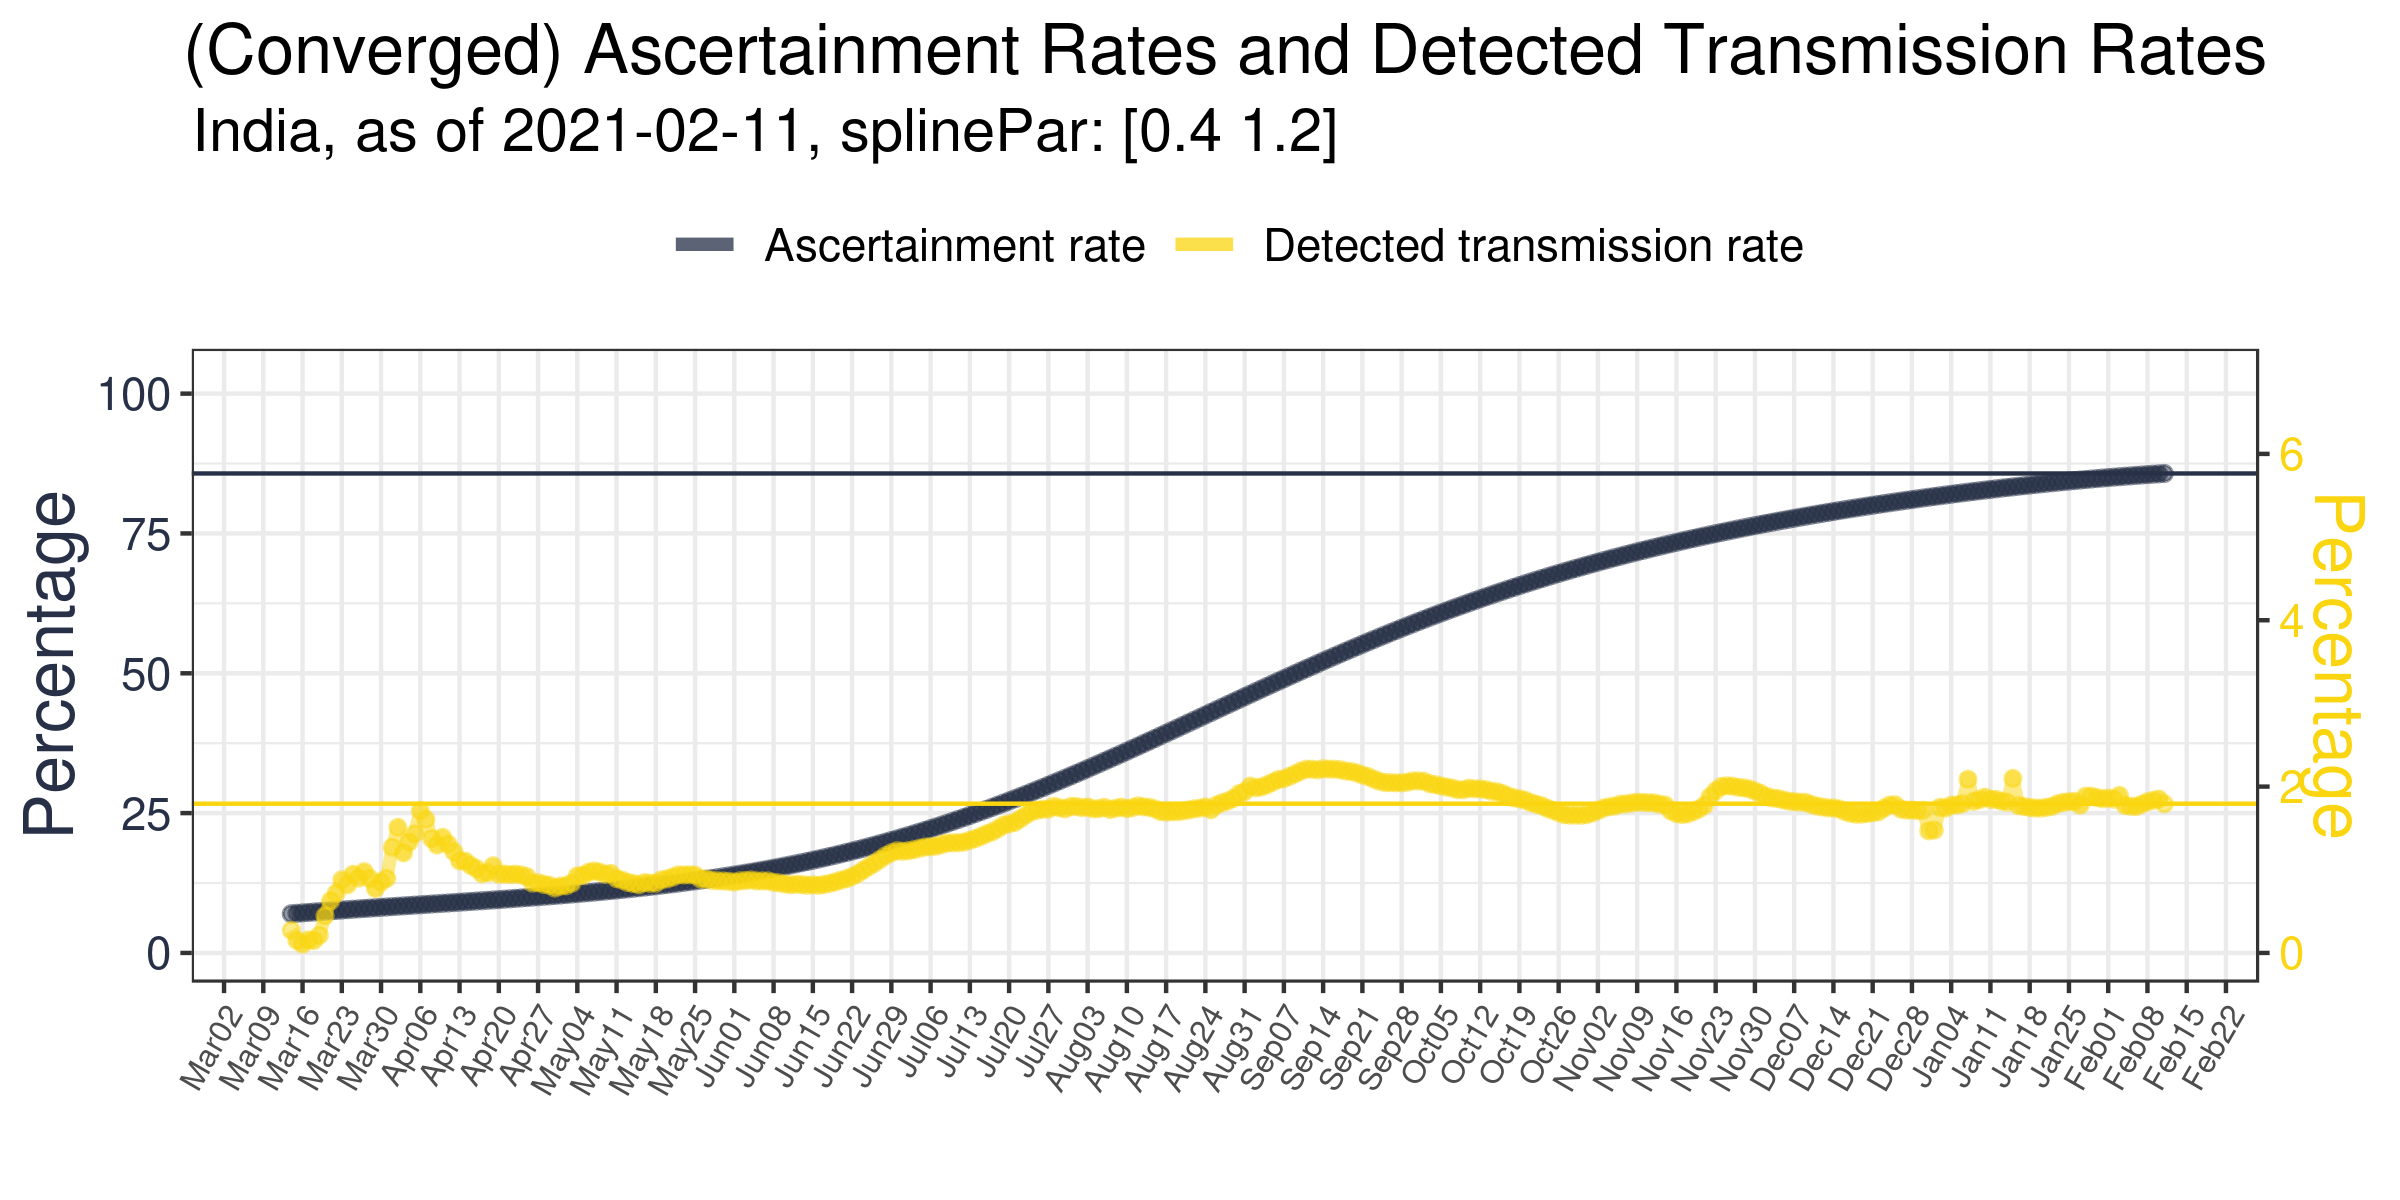 (Converged) Ascertainment Rates and Detected Transmission Rates
India, as of 2021-02-11, splinePar: [0.4 1.2]
Ascertainment rate
Detected transmission rate
Percentage
100
75
50
25
0
6
4
2
0
Percentage
Mar02
Mar09
Mar16
Mar23
Mar30
Apr06
Apr13
Apr20
Apr27
May04
May11
May18
May25
Jun01
Jun08
Jun15
Jun22
Jun29
Jul06
Jul13
Jul20
Jul27
Aug03
Aug10
Aug17
Aug24
Aug31
Sep07
Sep14
Sep21
Sep28
Oct05
Oct12
Oct19
Oct26
Nov02
Nov09
Nov16
Nov23
Nov30
Dec07
Dec14
Dec21
Dec28
Jan04
Jan11
Jan18
Jan25
Feb01
Feb08
Feb15
Feb22